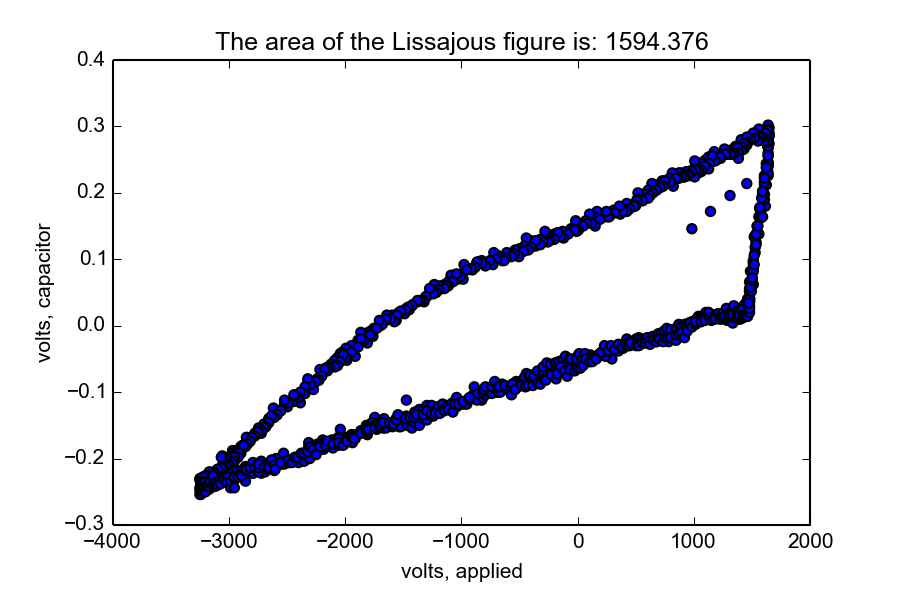 The area of the Lissajous figure is: 1594.376
0.4
0.3
0.2
0.1
0.0
−0.1
−0.2
−0.3
volts, capacitor
−4000 −3000 −2000 −1000 0 1000 2000
volts, applied